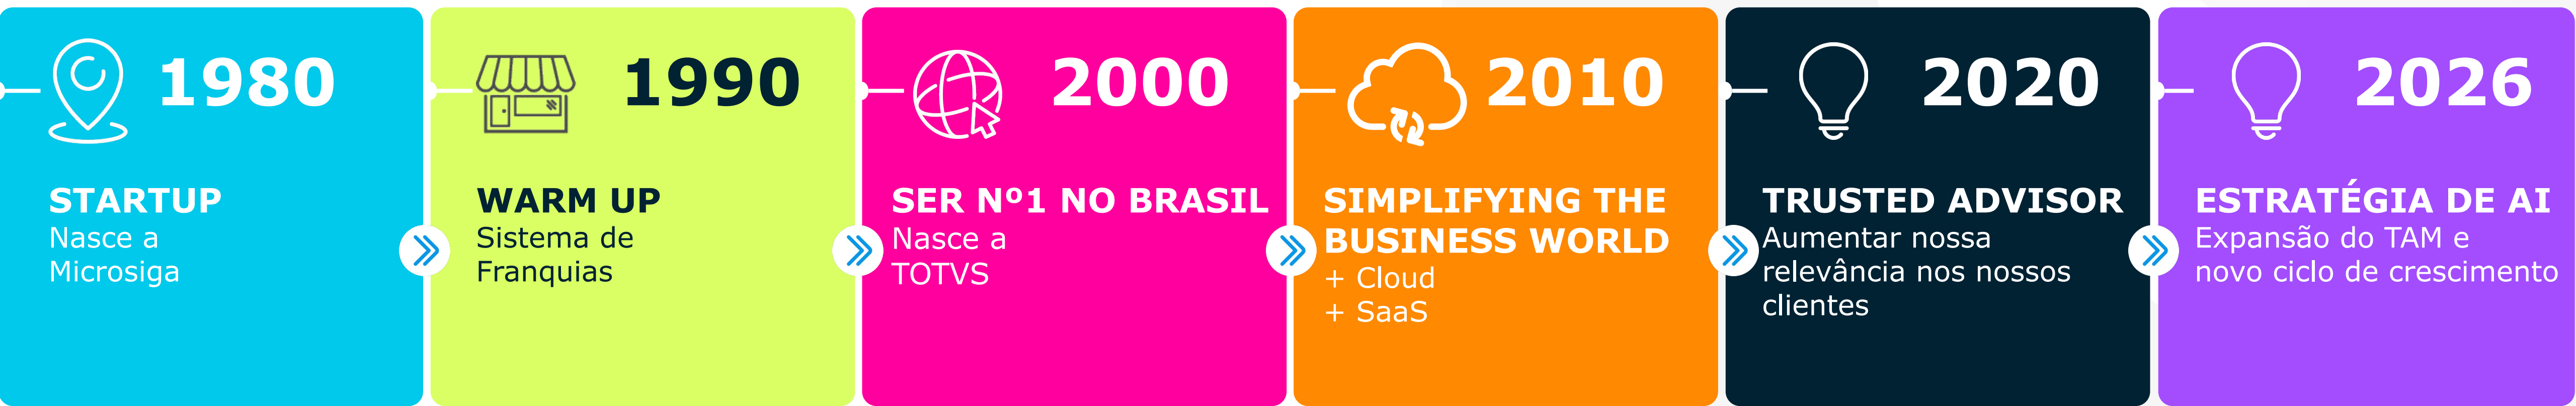 1980
STARTUP
Nasce a
Microsiga
1990
WARM UP
Sistema de
Franquias
2000
SER Nº1 NO BRASIL
Nasce a
TOTVS
2010
SIMPLIFYING THE
BUSINESS WORLD
+ Cloud
+ SaaS
2020
TRUSTED ADVISOR
Aumentar nossa
relevância nos nossos
clientes
2026
ESTRATÉGIA DE AI
Expansão do TAM e
novo ciclo de crescimento